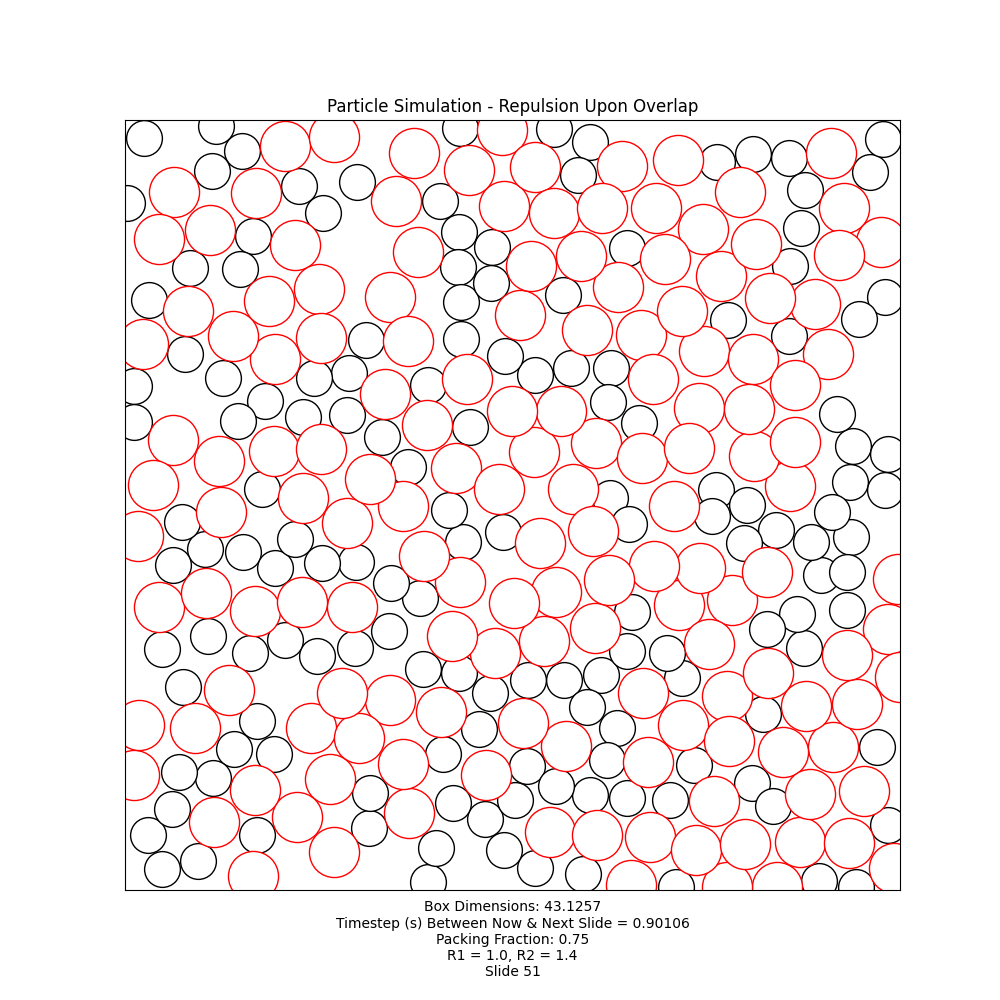 Particle Simulation - Repulsion Upon Overlap
Box Dimensions: 43.1257
Timestep (s) Between Now & Next Slide = 0.90106
Packing Fraction: 0.75
R1 = 1.0, R2 = 1.4
Slide 51